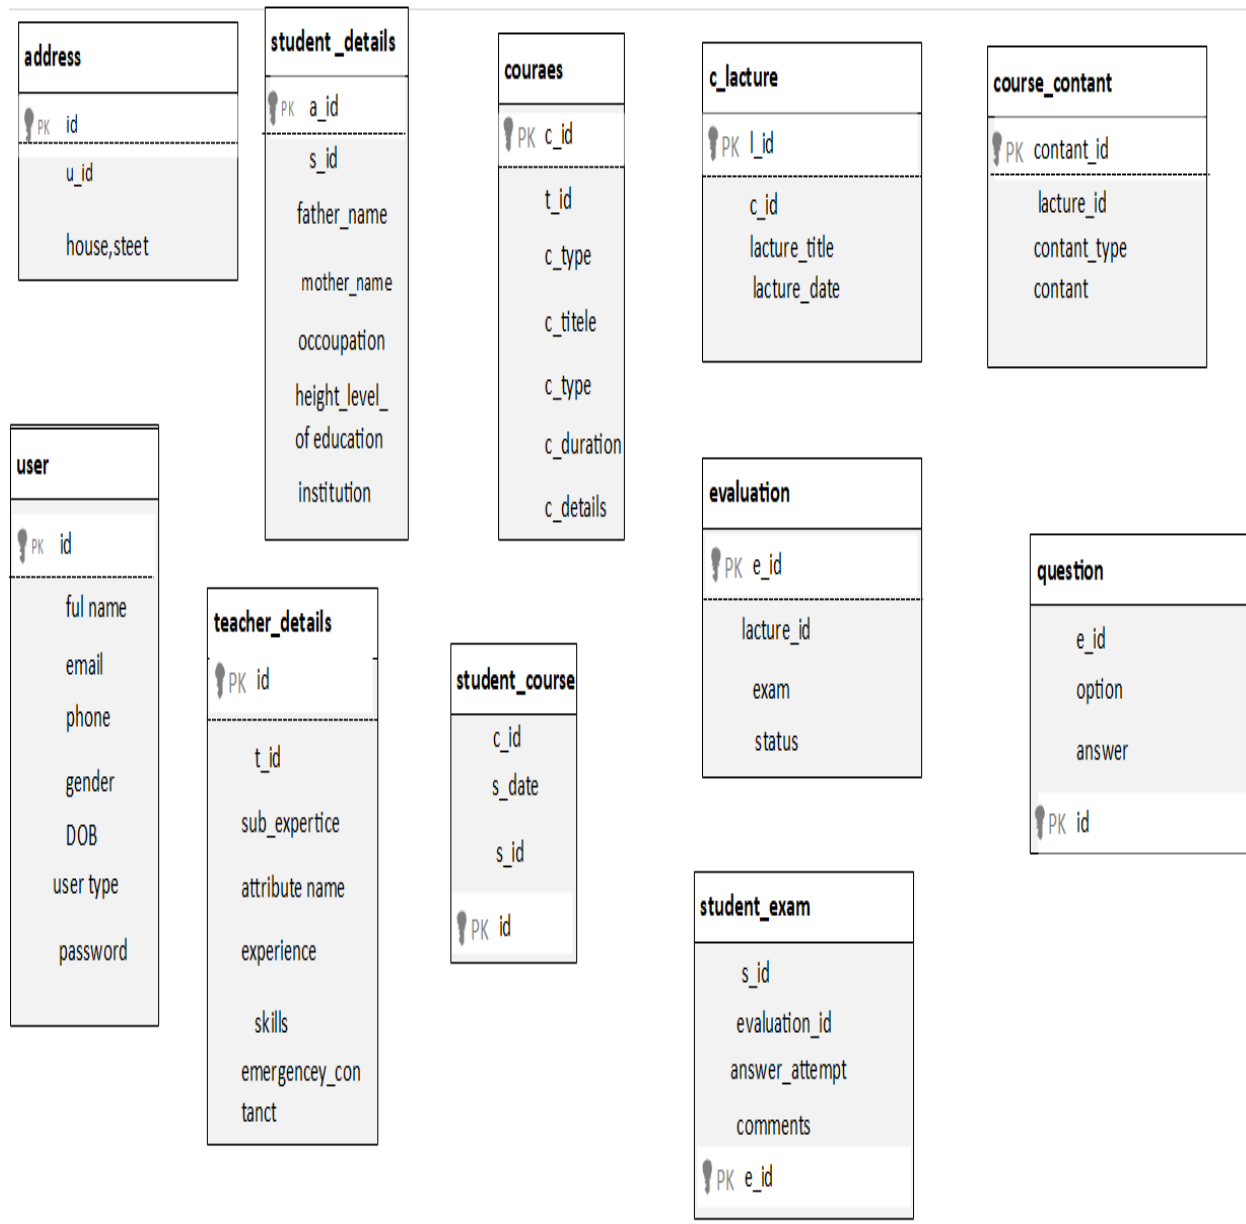 address
PK id
u_id
house,steet
student _details
PK a_id
s_id
father_name
mother_name
occoupation
height_level_
of education
institution
couraes
PK c_id
t_id
c_type
c_titele
c_type
c_duration
c_details
c_lacture
PK l_id
c_id
lacture_title
lacture_date
course_contant
PK contant_id
lacture_id
contant_type
contant
user
PK id
ful name
email
phone
gender
DOB
user type
password
teacher_details
PK id
t_id
sub_expertice
attribute name
experience
skills
emergencey_con
tanct
student_course
c_id
s_date
s_id
PK id
evaluation
PK e_id
lacture_id
exam
status
question
e_id
option
answer
PK id
student_exam
s_id
evaluation_id
answer_attempt
comments
PK e_id